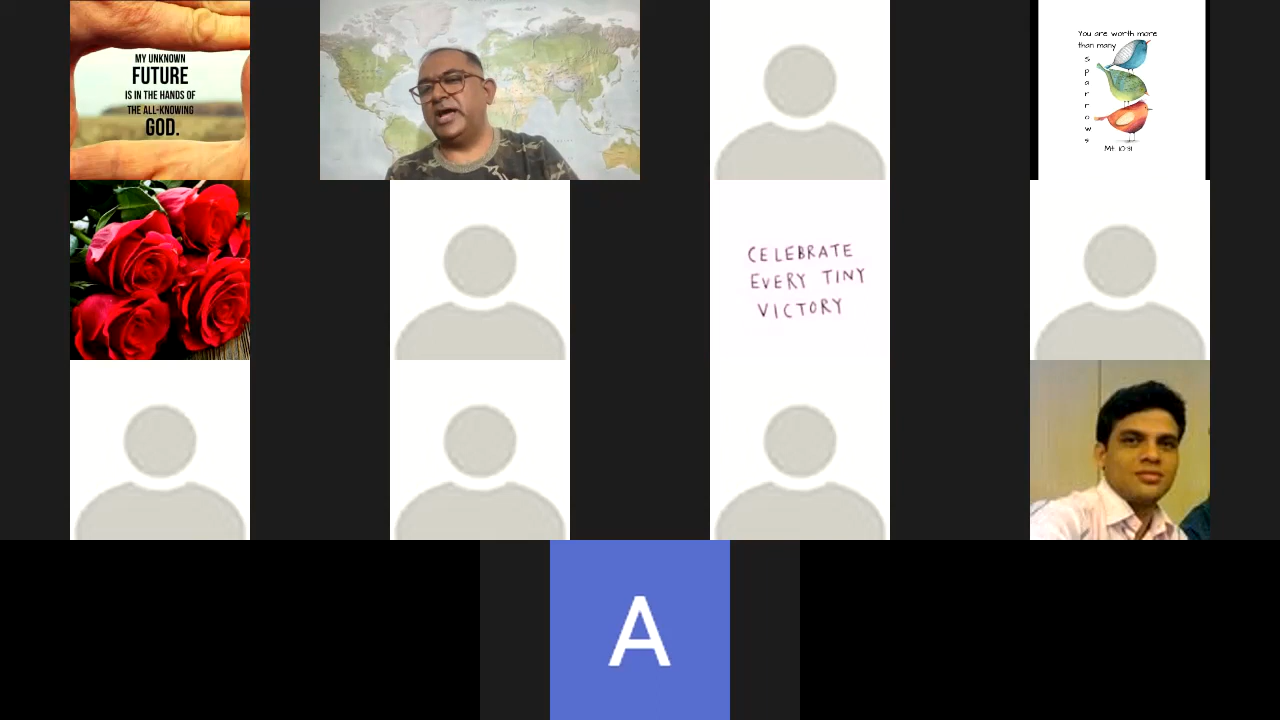 MY UNKNOWN
FUTURE
IS IN THE HANDS OF
THE ALL-KNOWING
GOD.
You are worth more
than many
s
p
a
r
r
o
w
s
Mt. 10:31
CELEBRATE
EVERY TINY
VICTORY
A